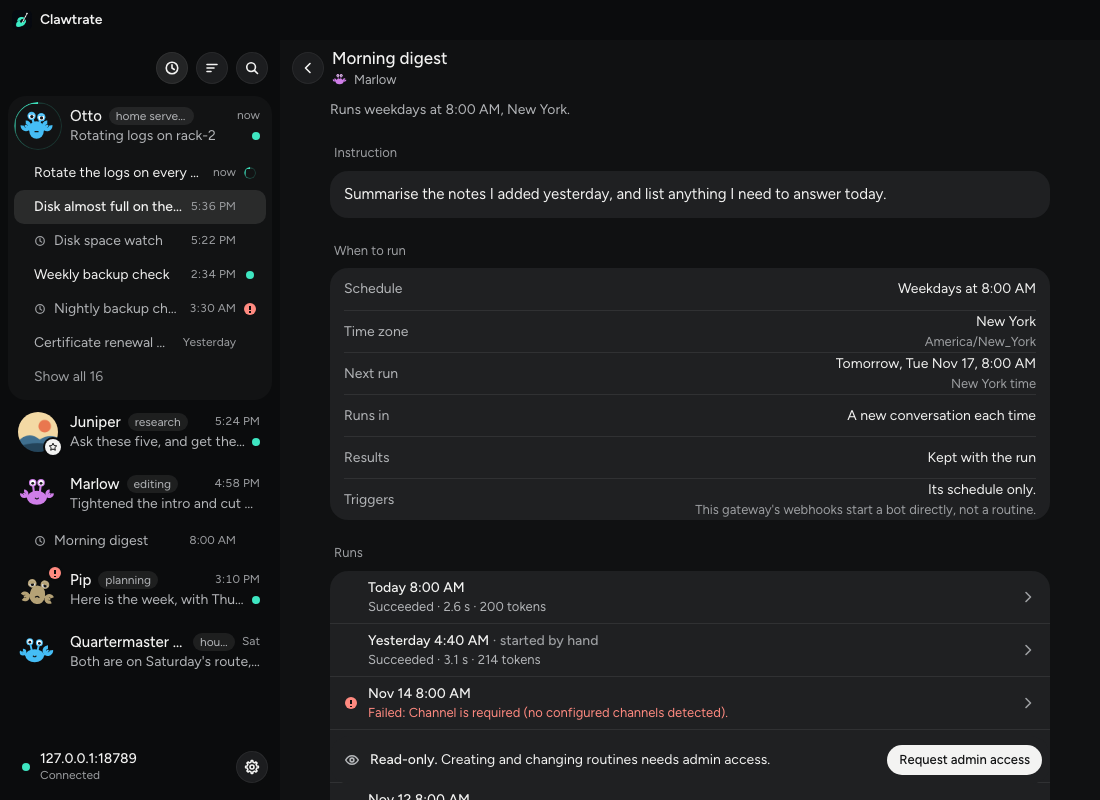 Clawtrate
Otto home serve... now
Rotating logs on rack-2
Rotate the logs on every ... now
Disk almost full on the... 5:36 PM
Disk space watch 5:22 PM
Weekly backup check 2:34 PM
Nightly backup ch... 3:30 AM
Certificate renewal ... Yesterday
Show all 16
Juniper research 5:24 PM
Ask these five, and get the...
Marlow editing 4:58 PM
Tightened the intro and cut ...
Morning digest 8:00 AM
Pip planning 3:10 PM
Here is the week, with Thu...
Quartermaster ... hou... Sat
Both are on Saturday's route,...
127.0.0.1:18789
Connected
Morning digest
Marlow
Runs weekdays at 8:00 AM, New York.
Instruction
Summarise the notes I added yesterday, and list anything I need to answer today.
When to run
Schedule Weekdays at 8:00 AM
Time zone New York
America/New_York
Next run Tomorrow, Tue Nov 17, 8:00 AM
New York time
Runs in A new conversation each time
Results Kept with the run
Triggers Its schedule only.
This gateway's webhooks start a bot directly, not a routine.
Runs
Today 8:00 AM
Succeeded · 2.6 s · 200 tokens
Yesterday 4:40 AM · started by hand
Succeeded · 3.1 s · 214 tokens
Nov 14 8:00 AM
Failed: Channel is required (no configured channels detected).
Read-only. Creating and changing routines needs admin access. Request admin access
Nov 12 8:00 AM